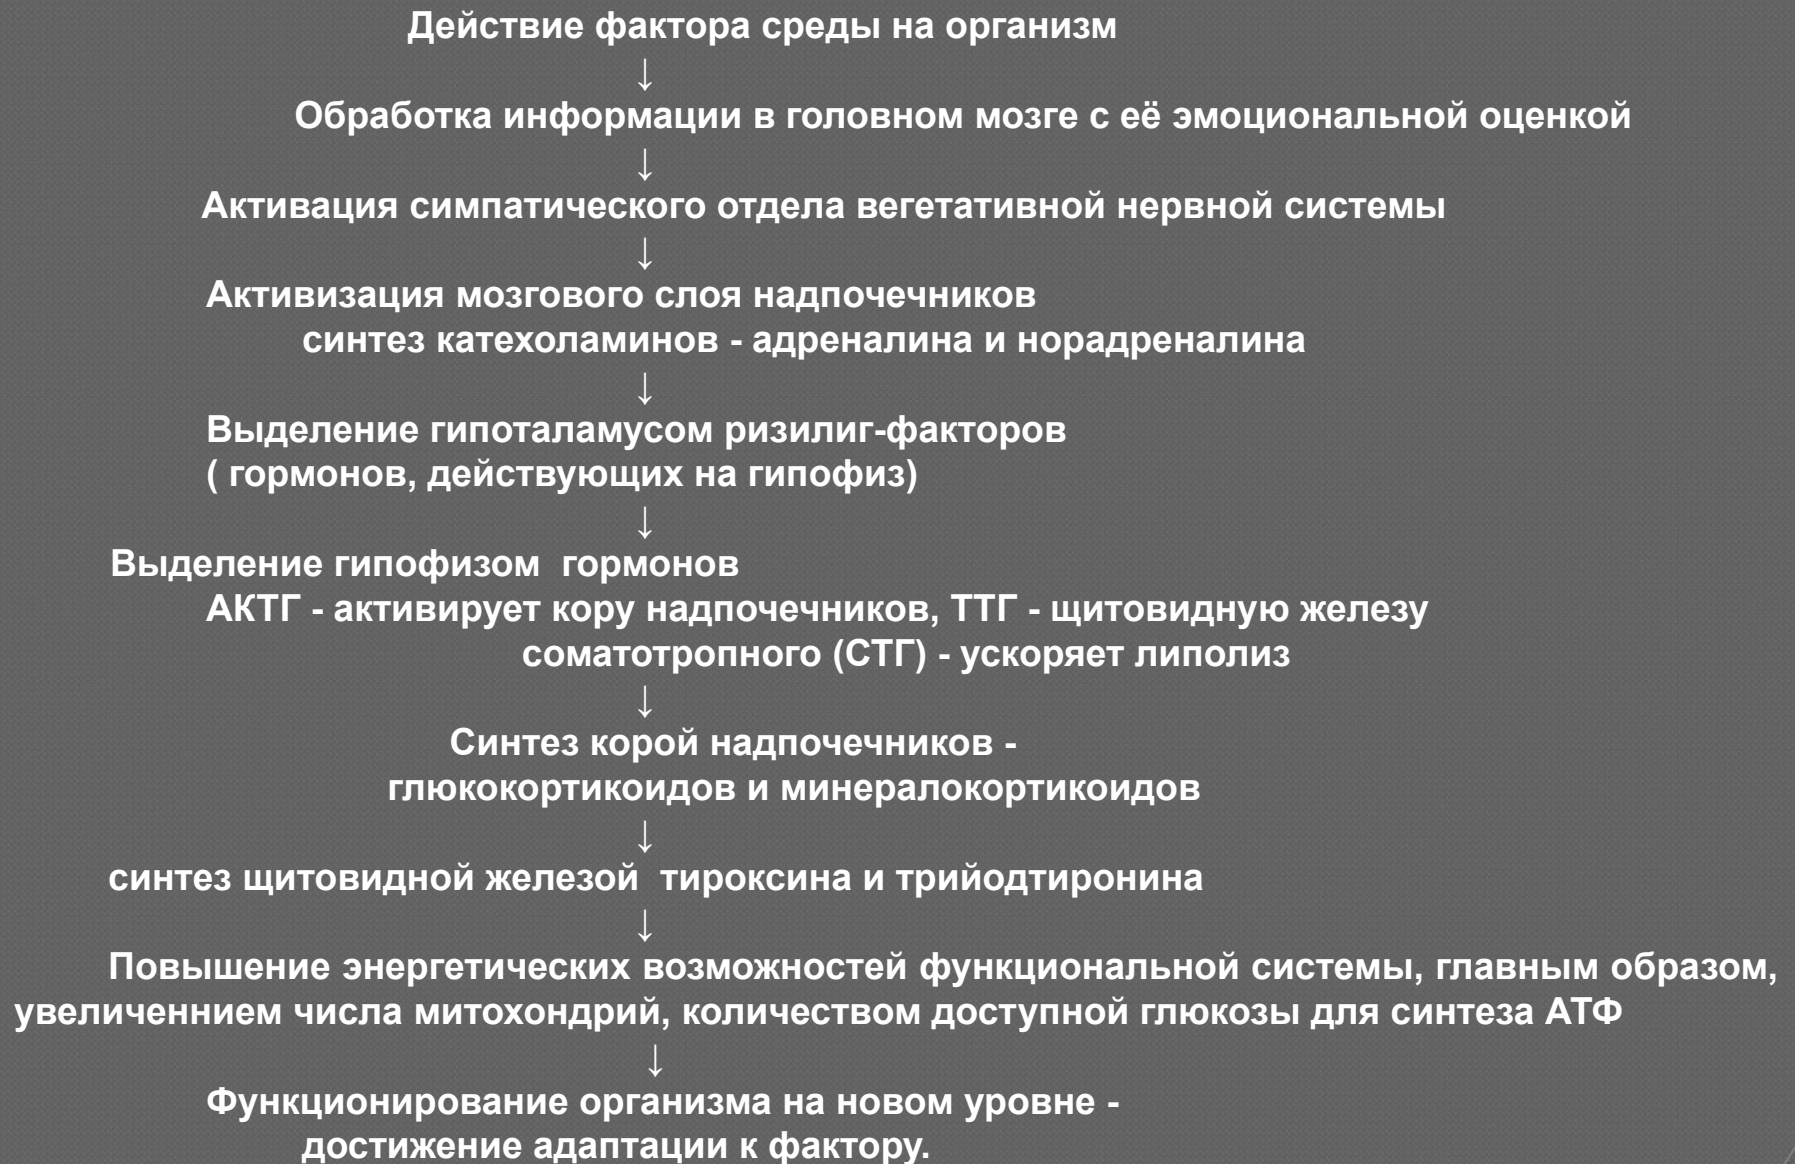 Действие фактора среды на организм
↓
Обработка информации в головном мозге с её эмоциональной оценкой
↓
Активация симпатического отдела вегетативной нервной системы
↓
Активизация мозгового слоя надпочечников
синтез катехоламинов - адреналина и норадреналина
↓
Выделение гипоталамусом ризилиг-факторов
( гормонов, действующих на гипофиз)
↓
Выделение гипофизом гормонов
АКТГ - активирует кору надпочечников, ТТГ - щитовидную железу
соматотропного (СТГ) - ускоряет липолиз
↓
Синтез корой надпочечников -
глюкокортикоидов и минералокортикоидов
↓
синтез щитовидной железой тироксина и трийодтиронина
↓
Повышение энергетических возможностей функциональной системы, главным образом,
увеличеннием числа митохондрий, количеством доступной глюкозы для синтеза АТФ
↓
Функционирование организма на новом уровне -
достижение адаптации к фактору.